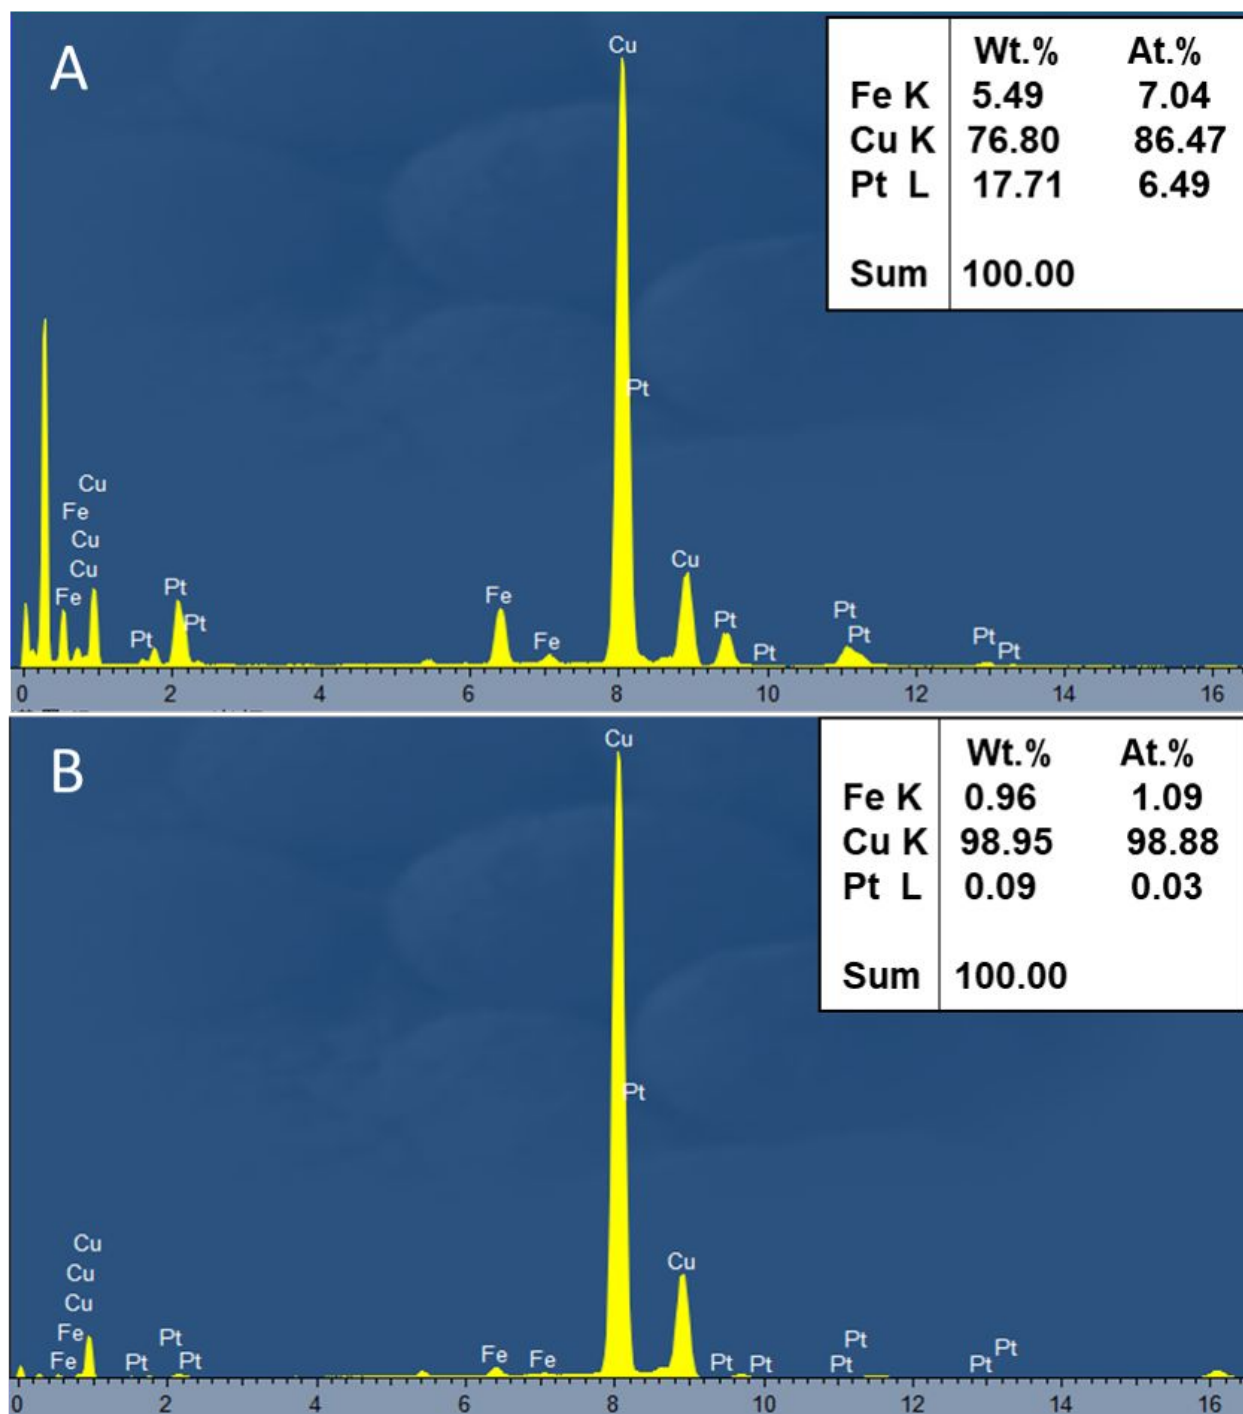 A
Wt.% At.%
Fe K 5.49 7.04
Cu K 76.80 86.47
Pt L 17.71 6.49
Sum 100.00
Cu
Pt
Cu
Fe
Cu
Cu
Fe
Pt
Pt
Pt
Fe
Fe
Cu
Pt
Pt
Pt
Pt
Pt
Pt
0 2 4 6 8 10 12 14 16
B
Wt.% At.%
Fe K 0.96 1.09
Cu K 98.95 98.88
Pt L 0.09 0.03
Sum 100.00
Cu
Pt
Cu
Cu
Cu
Fe
Fe
Pt
Pt
Pt
Fe
Fe
Cu
Pt
Pt
Pt
Pt
Pt
Pt
0 2 4 6 8 10 12 14 16